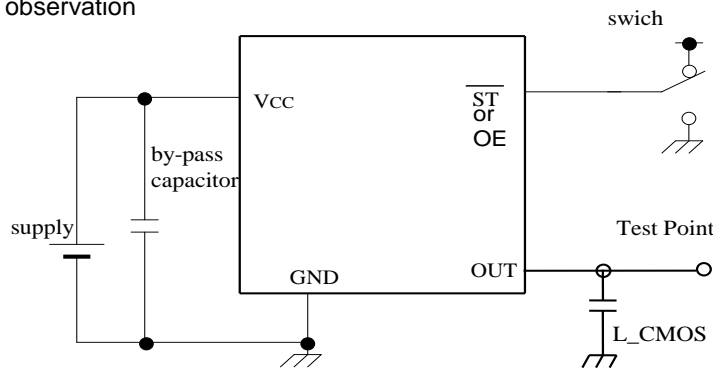 observation
swich
VCC
ST
or
OE
by-pass
capacitor
supply
Test Point
GND
OUT
L_CMOS